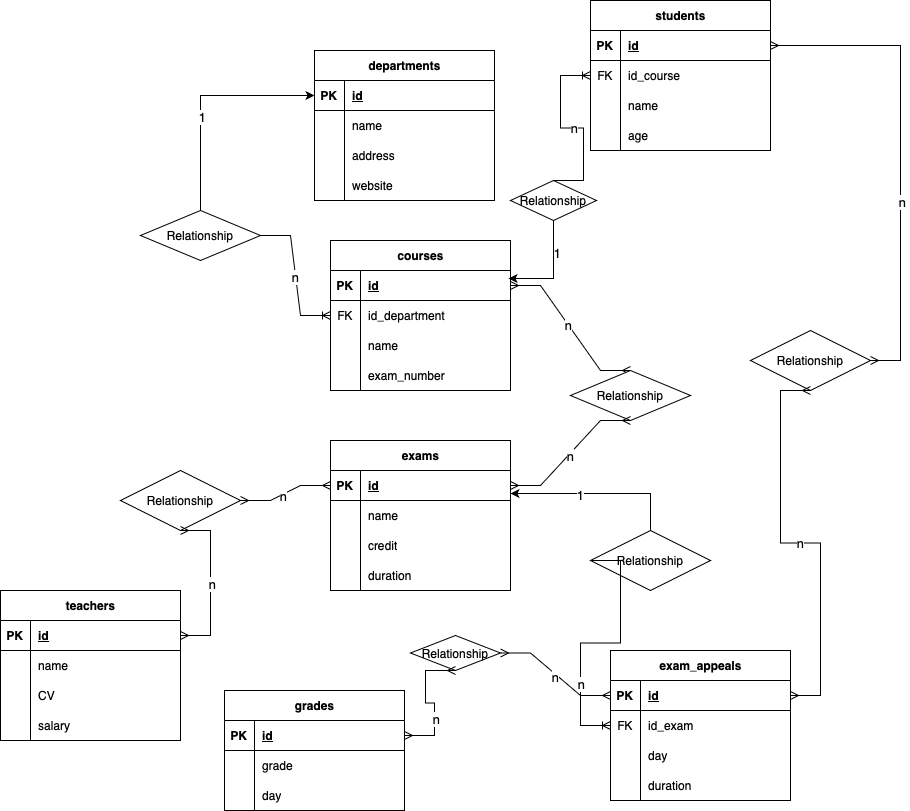 students
PK id
FK id_course
name
age
departments
PK id
name
address
website
1
n
n
Relationship
Relationship
1
n
courses
PK id
FK id_department
name
exam_number
n
Relationship
Relationship
n
exams
PK id
name
credit
duration
Relationship
n
1
n
Relationship
n
teachers
PK id
name
CV
salary
Relationship
n
n
exam_appeals
PK id
FK id_exam
day
duration
grades
PK id
grade
day
n